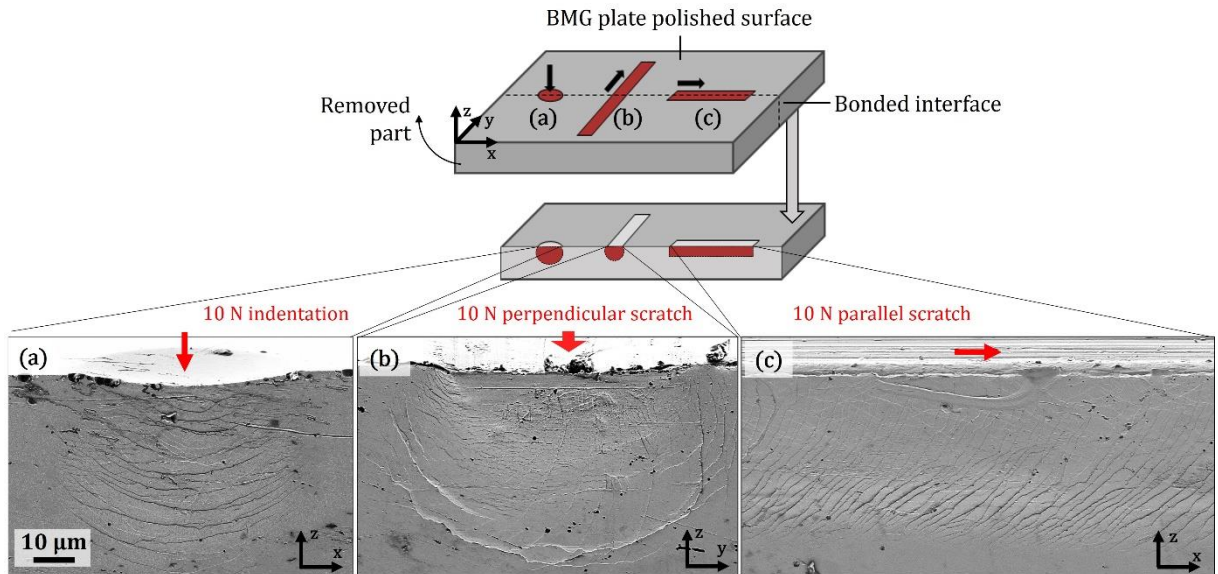 BMG plate polished surface
Removed
part
z
y
x
(a)
(b)
(c)
Bonded interface
10 N indentation
10 N perpendicular scratch
10 N parallel scratch
(a)
(b)
(c)
10 μm
z
x
z
y
z
x